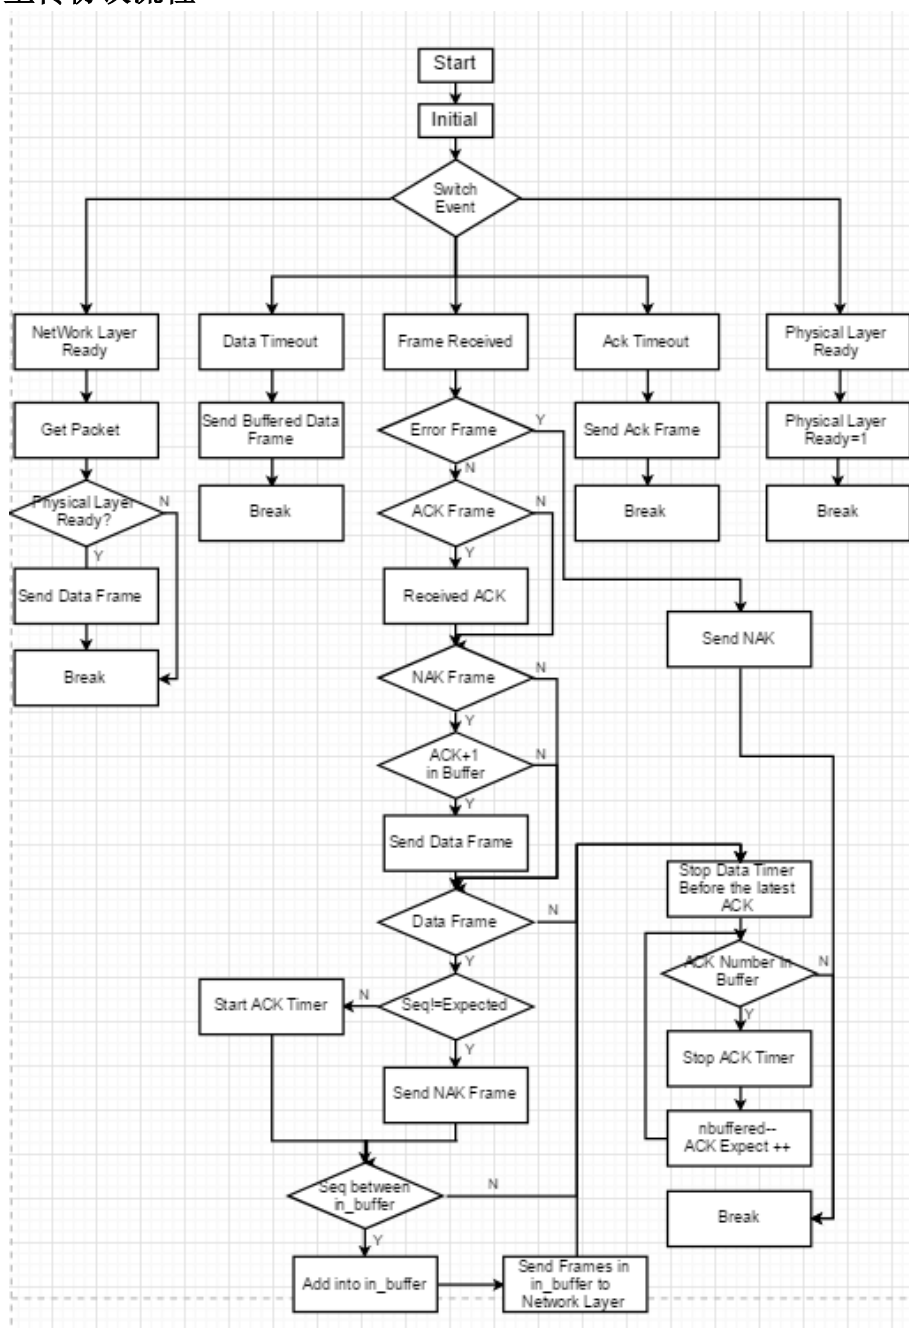 Start
Initial
Switch
Event
NetWork Layer
Ready
Data Timeout
Frame Received
Ack Timeout
Physical Layer
Ready
Get Packet
Send Buffered Data
Frame
Error Frame
Y
Send Ack Frame
Physical Layer
Ready=1
N
Physical Layer
Ready?
N
Y
Break
ACK Frame
N
Y
Break
Break
Send Data Frame
Received ACK
Send NAK
Break
NAK Frame
N
Y
ACK+1
in Buffer
N
Y
Send Data Frame
Stop Data Timer
Before the latest
ACK
Data Frame
N
Y
ACK Number in
Buffer
N
Y
Start ACK Timer
N
Seq!=Expected
Y
Stop ACK Timer
Send NAK Frame
nbuffered--
ACK Expect ++
Seq between
in_buffer
N
Y
Break
Add into in_buffer
Send Frames in
in_buffer to
Network Layer